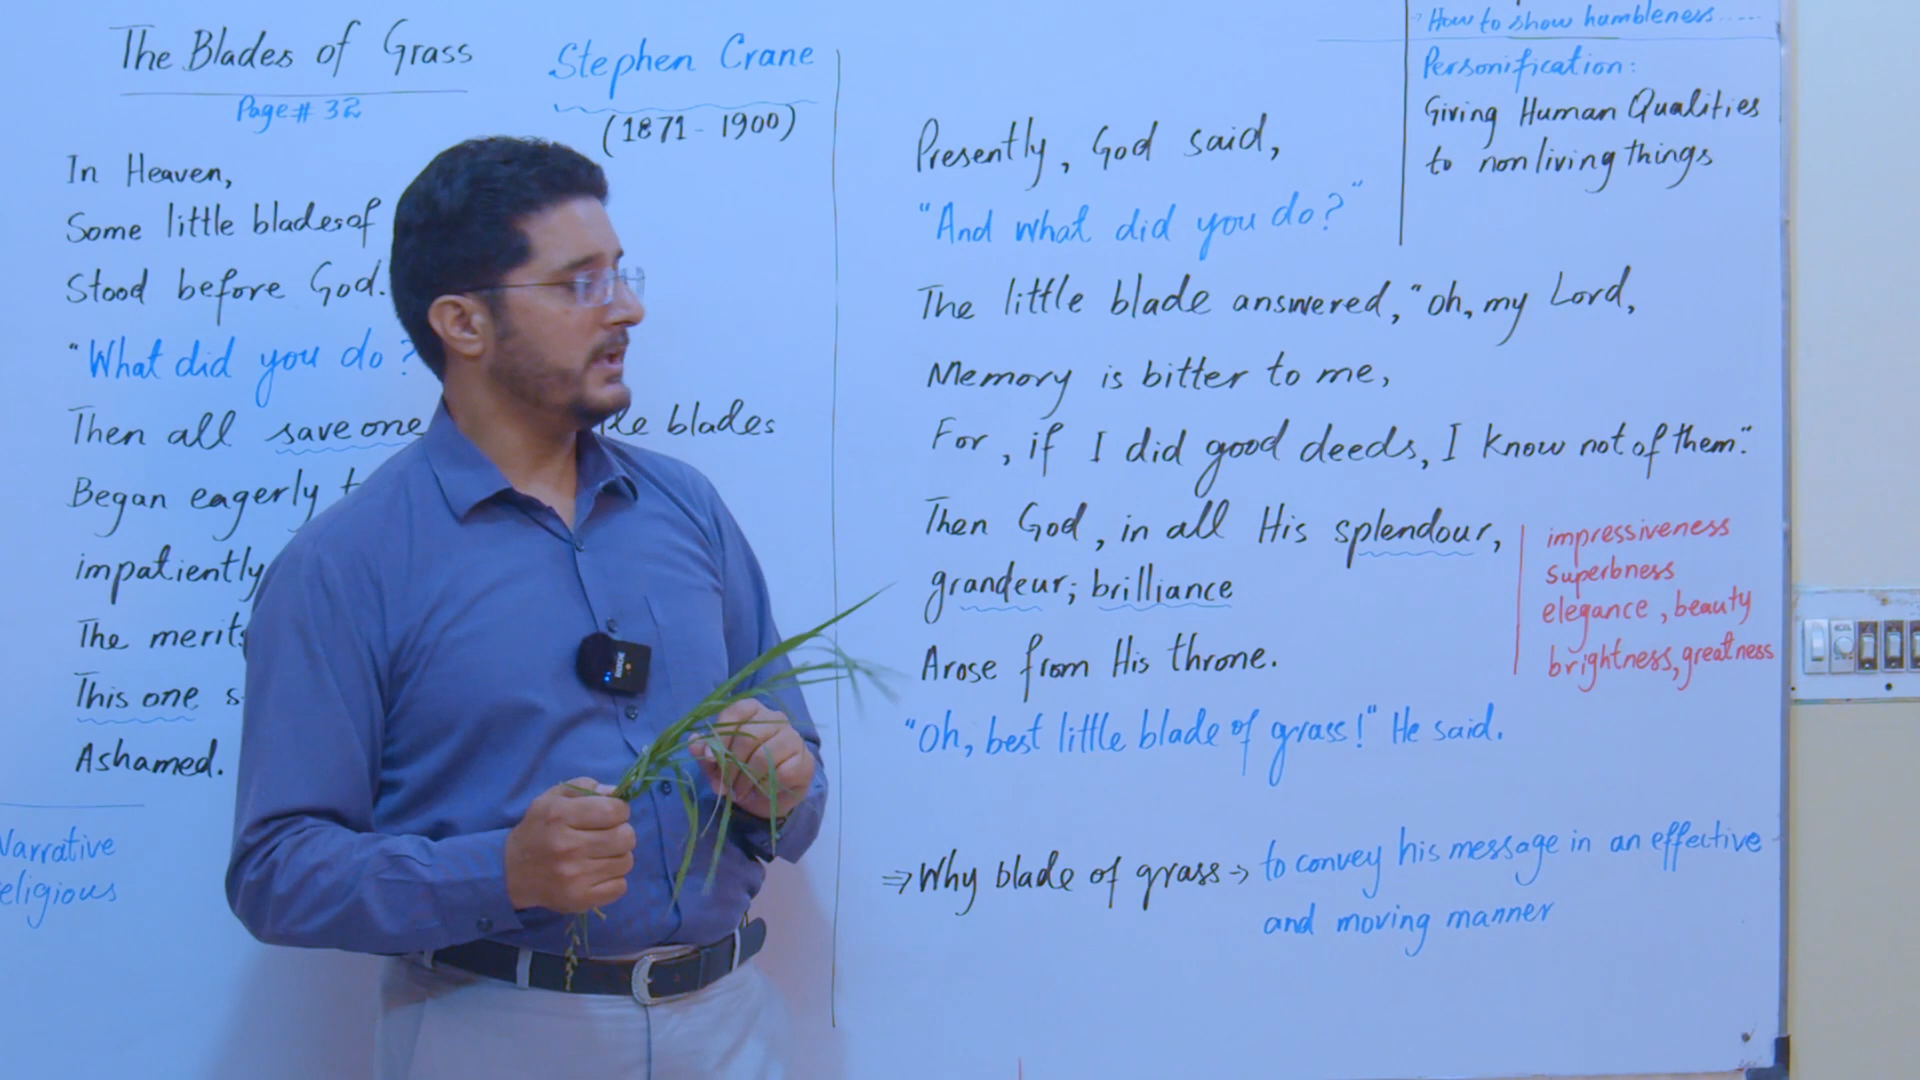 The Blades of Grass
Page# 32
Stephen Crane
(1871 - 1900)
In Heaven,
Some little blades of
Stood before God.
"What did you do?
Then all save one blades
Began eagerly
impatiently
The merits
This one
Ashamed.
Narrative
religious
Presently, God said,
"And what did you do?"
The little blade answered, "oh, my Lord,
Memory is bitter to me,
For, if I did good deeds, I know not of them".
Then God, in all His splendour,
grandeur; brilliance
Arose from His throne.
"Oh, best little blade of grass!" He said.
⇒ Why blade of grass → to convey his message in an effective
and moving manner
→ How to show humbleness.....
Personification:
Giving Human Qualities
to nonliving things
impressiveness
superbness
elegance, beauty
brightness, greatness